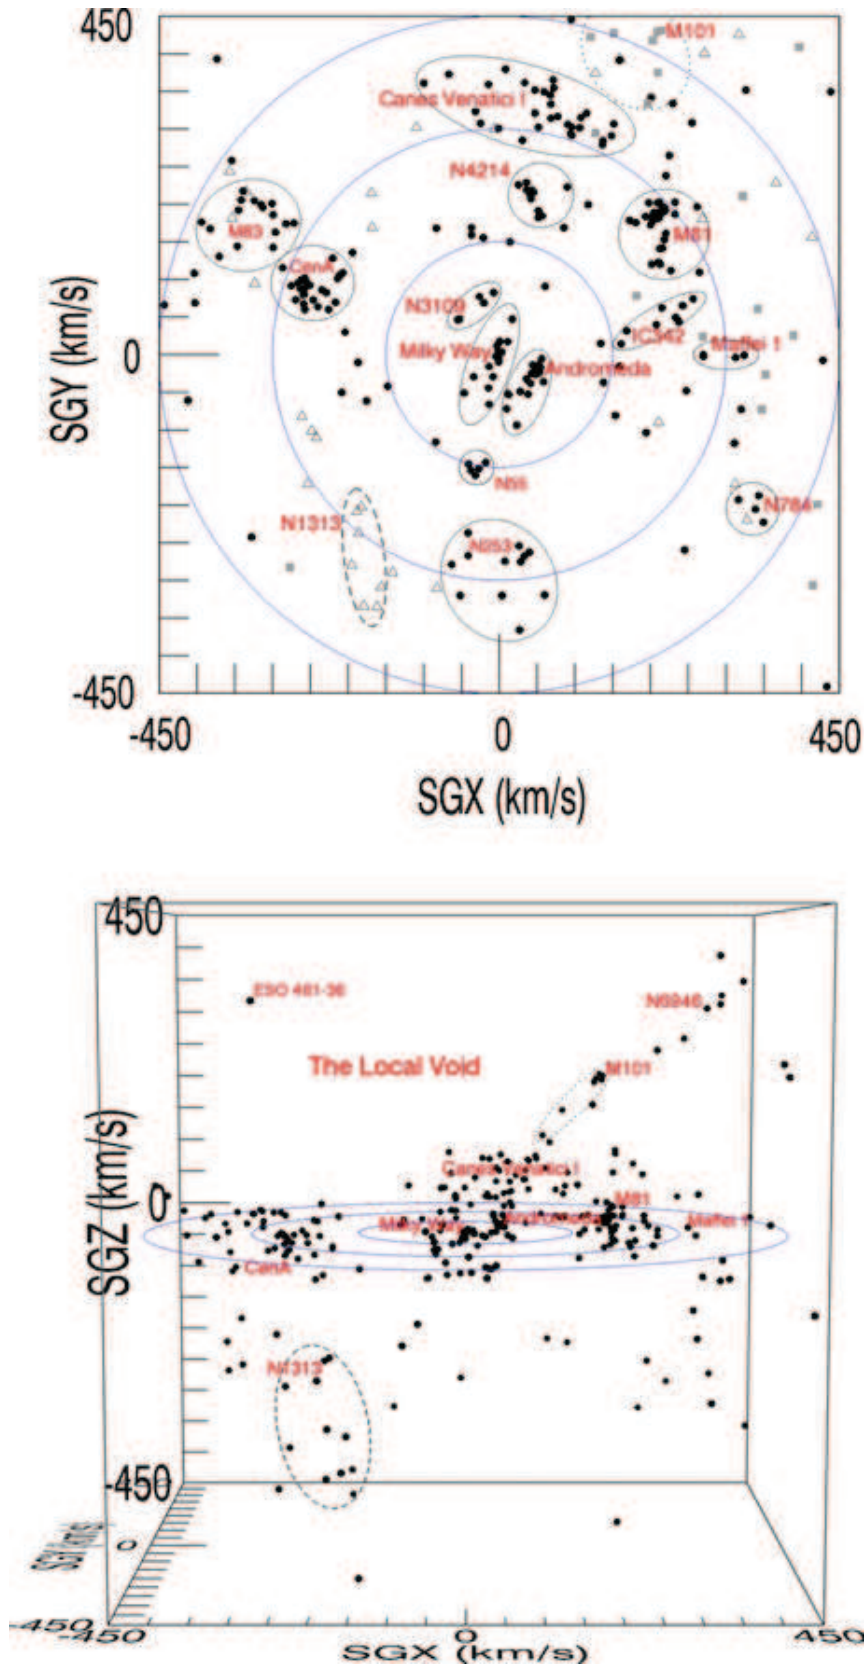 450
M101
Canes Venatici I
N4214
M83
M81
CenA
N3109
SGY (km/s)
0
Milky Way
IC342
Maffei 1
Andromeda
N55
N784
N1313
N253
-450
-450
0
450
SGX (km/s)
450
ESO 461-36
N6946
The Local Void
M101
SGZ (km/s)
Canes Venatici I
0
M81
Milky Way
Andromeda
Maffei 1
CenA
N1313
-450
SGY km/s
0
-450
-450
0
450
SGX (km/s)